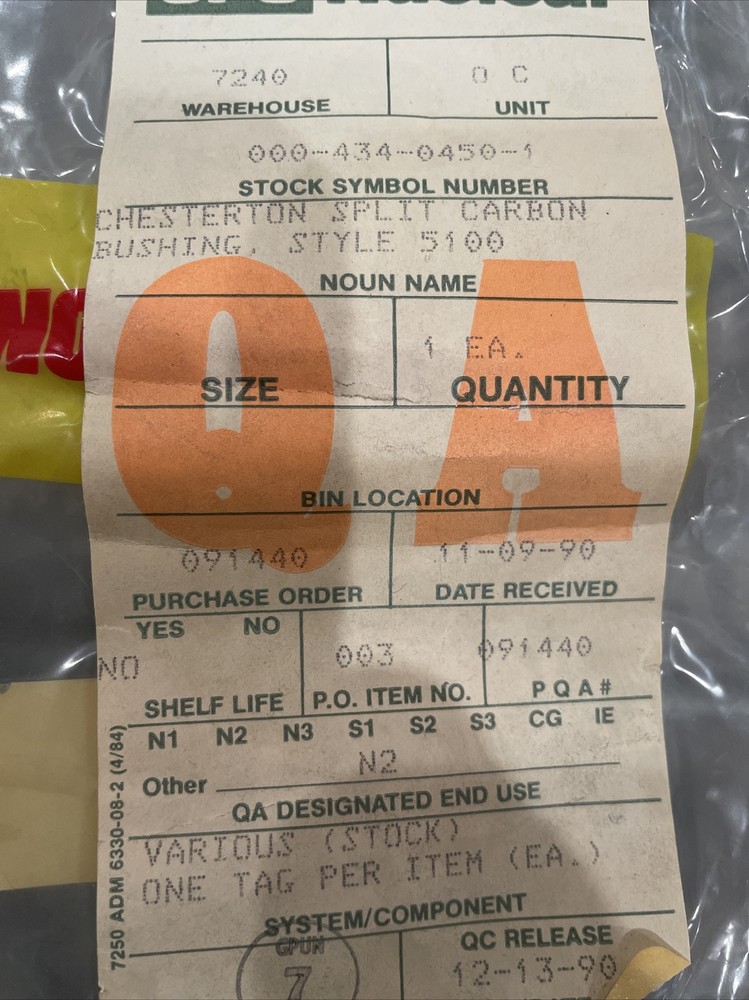 Nuclear
7240 0 C
WAREHOUSE UNIT
000-434-0450-1
STOCK SYMBOL NUMBER
CHESTERTON SPLIT CARBON
BUSHING, STYLE 5100
NOUN NAME
1 EA.
SIZE QUANTITY
QA
BIN LOCATION
091440 11-09-90
PURCHASE ORDER DATE RECEIVED
YES NO
NO 003 091440
SHELF LIFE P.O. ITEM NO. P Q A #
N1 N2 N3 S1 S2 S3 CG IE
N2
Other
QA DESIGNATED END USE
VARIOUS (STOCK)
ONE TAG PER ITEM (EA.)
SYSTEM/COMPONENT
GPUN
7
QC RELEASE
12-13-90
7250 ADM 6330-08-2 (4/84)